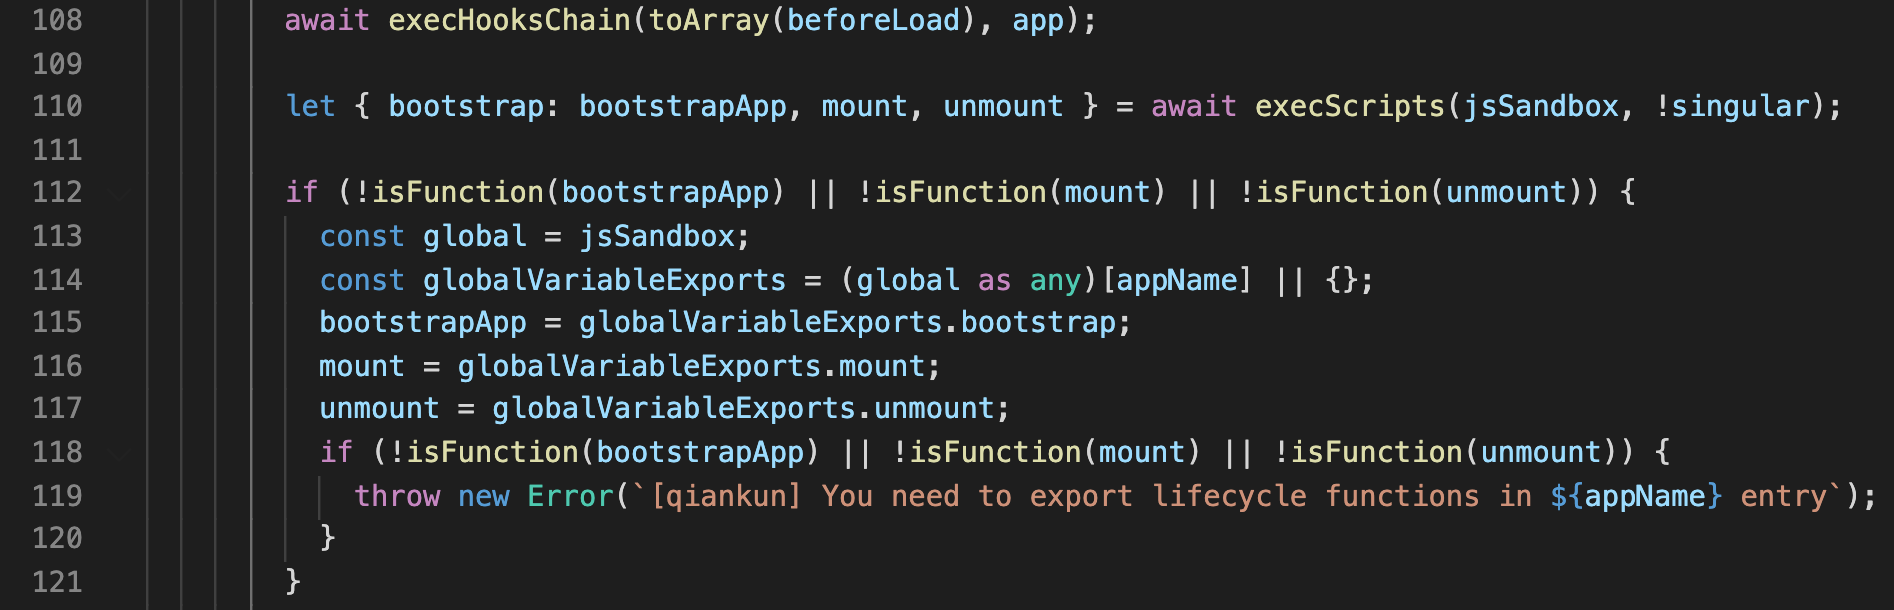 108 await execHooksChain(toArray(beforeLoad), app);
109
110 let { bootstrap: bootstrapApp, mount, unmount } = await execScripts(jsSandbox, !singular);
111
112 if (!isFunction(bootstrapApp) || !isFunction(mount) || !isFunction(unmount)) {
113 const global = jsSandbox;
114 const globalVariableExports = (global as any)[appName] || {};
115 bootstrapApp = globalVariableExports.bootstrap;
116 mount = globalVariableExports.mount;
117 unmount = globalVariableExports.unmount;
118 if (!isFunction(bootstrapApp) || !isFunction(mount) || !isFunction(unmount)) {
119 throw new Error(`[qiankun] You need to export lifecycle functions in ${appName} entry`);
120 }
121 }